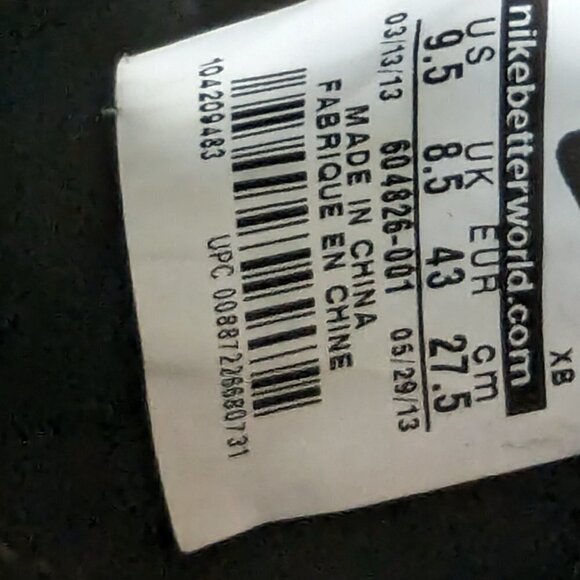 XB
nikebetterworld.com
US UK EUR cm
9.5 8.5 43 27.5
03/13/13 604826-001 05/29/13
MADE IN CHINA
FABRIQUE EN CHINE
104209483
UPC 00887226680731